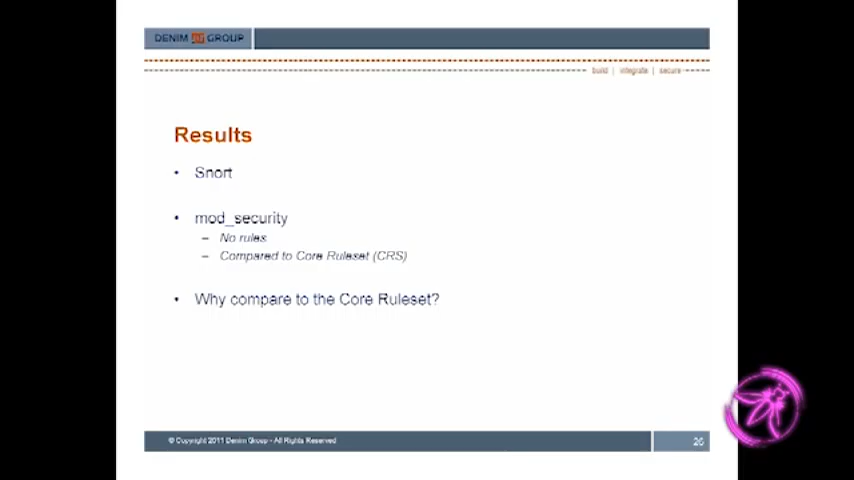 DENIM GROUP
build | integrate | secure
Results
• Snort
• mod_security
– No rules
– Compared to Core Ruleset (CRS)
• Why compare to the Core Ruleset?
© Copyright 2011 Denim Group - All Rights Reserved
26